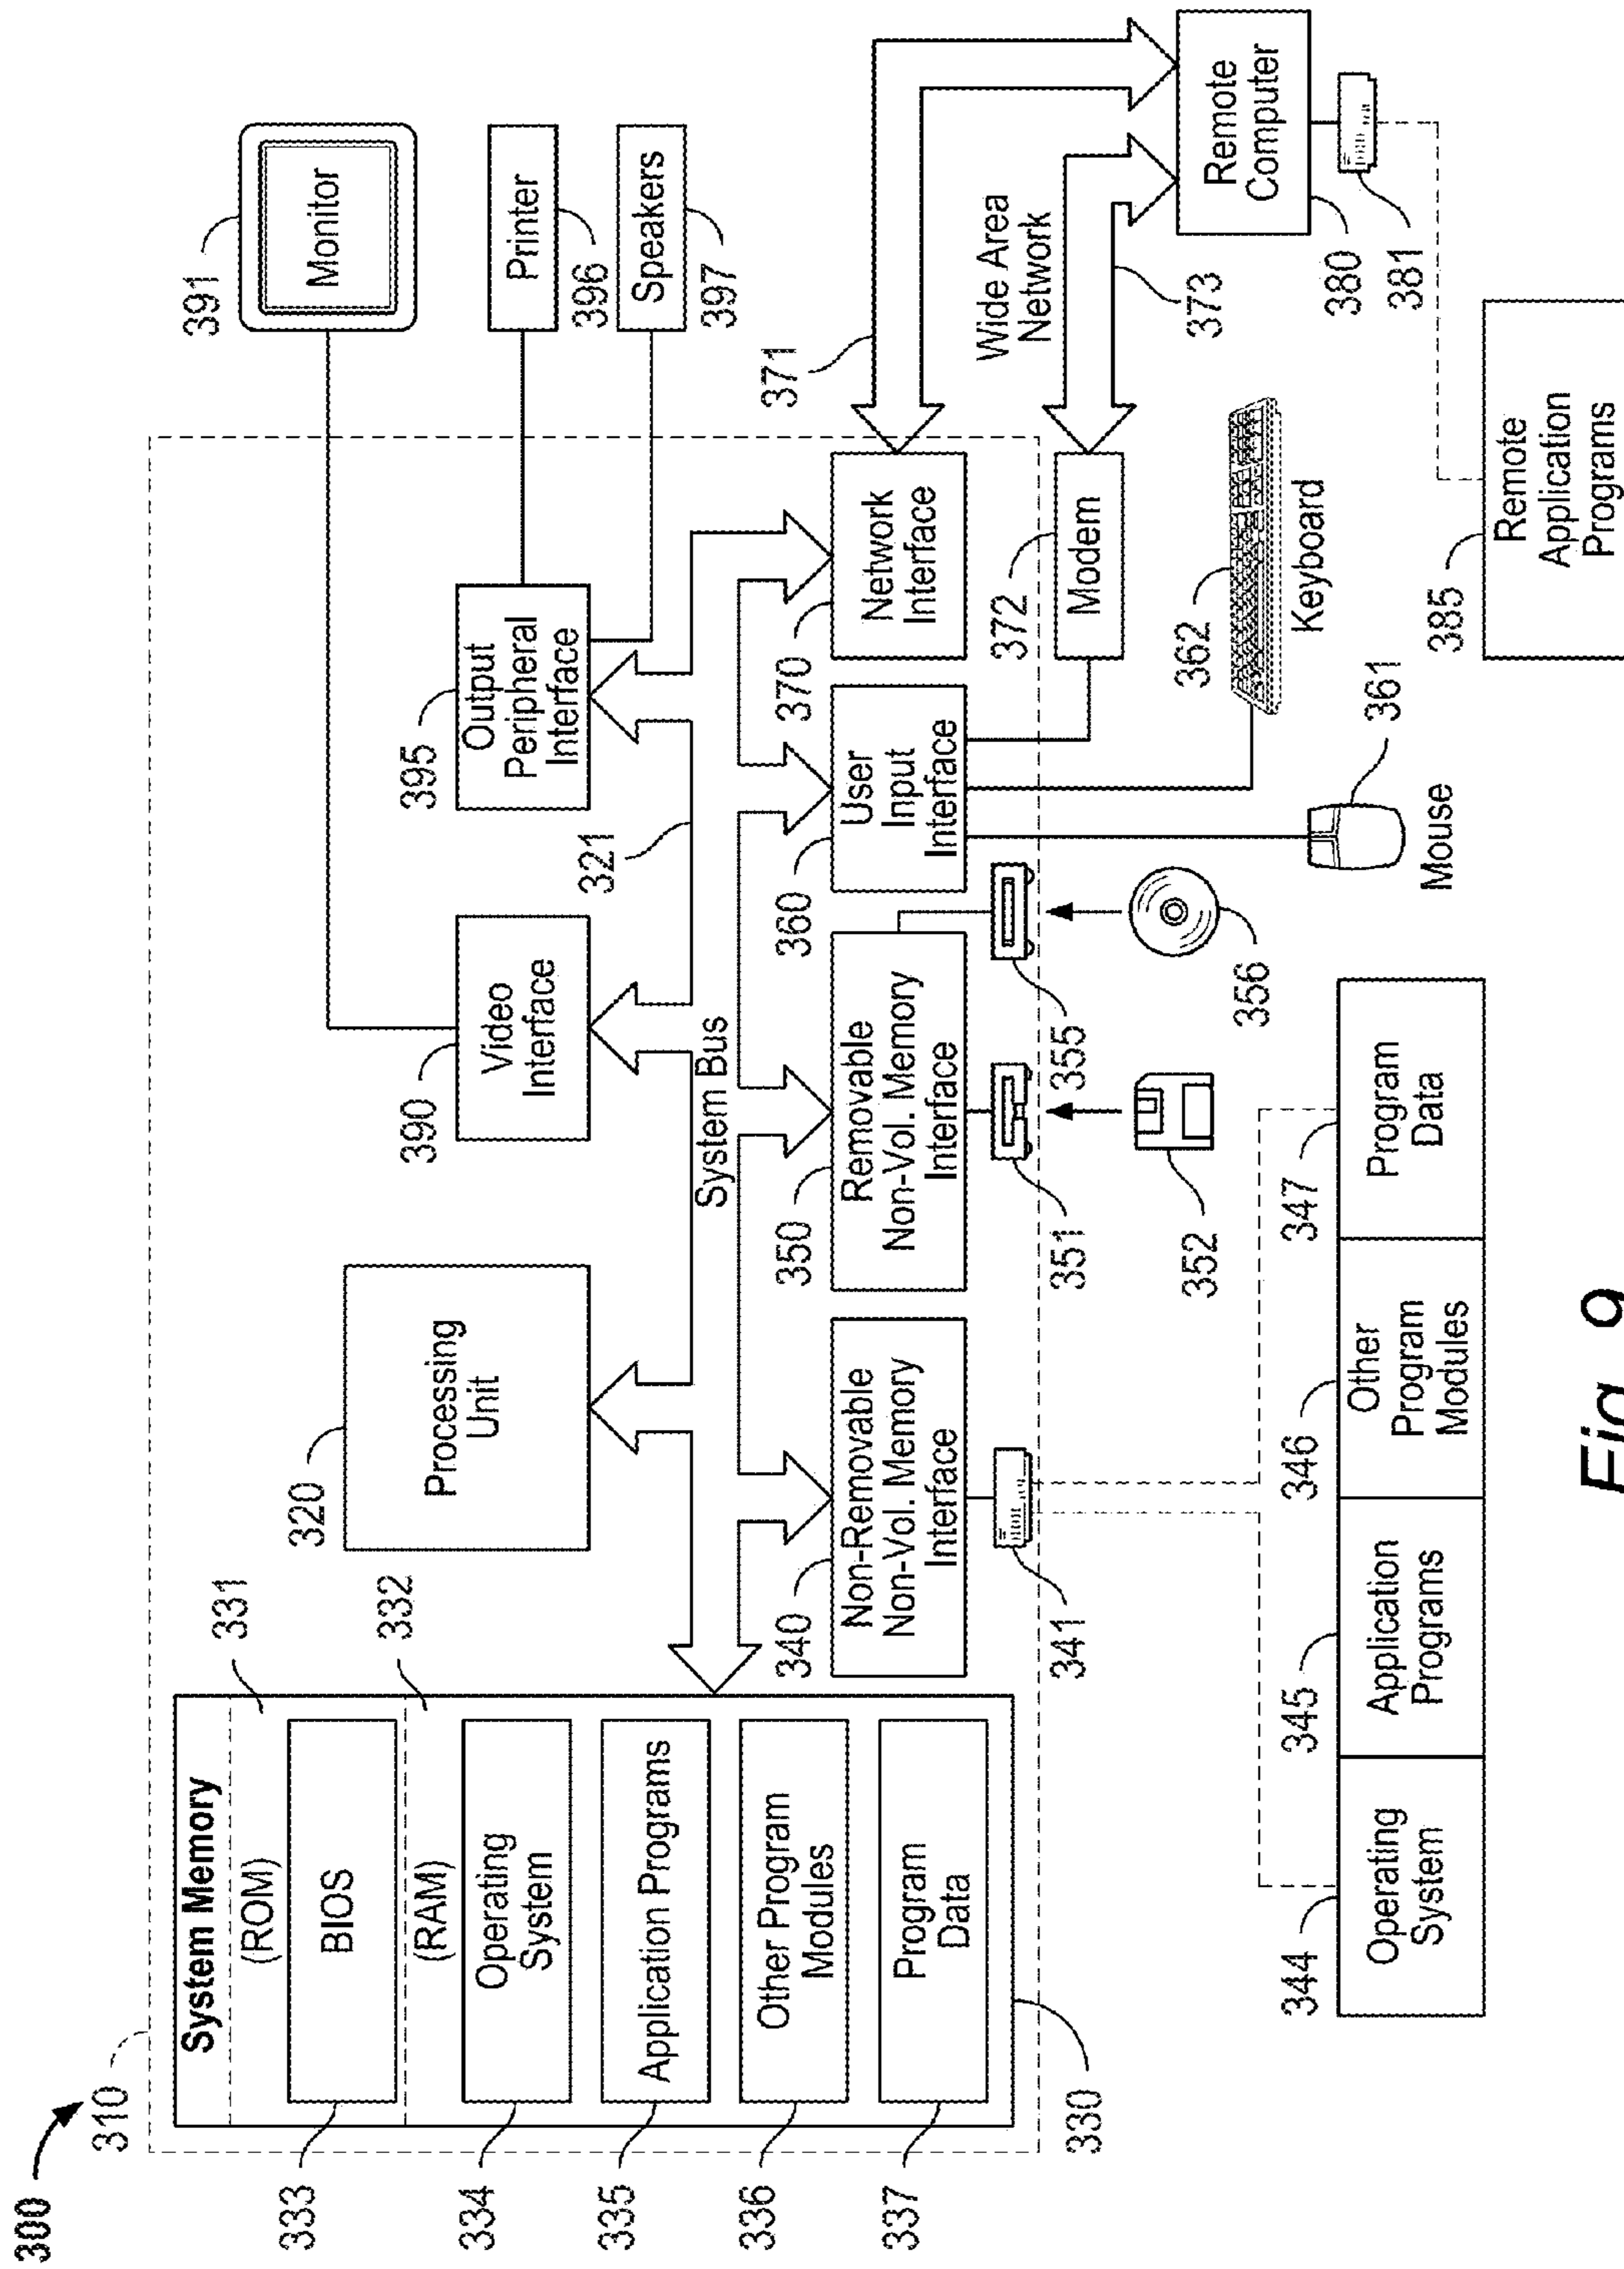 300
310
System Memory
(ROM)
331
BIOS
333
(RAM)
332
Operating
System
334
Application Programs
335
Other Program
Modules
336
Program
Data
337
330
320
Processing
Unit
390
Video
Interface
395
Output
Peripheral
Interface
391
Monitor
Printer
396
Speakers
397
321
System Bus
340
Non-Removable
Non-Vol. Memory
Interface
350
Removable
Non-Vol. Memory
Interface
360
User
Input
Interface
370
Network
Interface
371
341
351
355
352
356
372
Modem
Wide Area
Network
373
Remote
Computer
380
381
362
Keyboard
361
Mouse
344
Operating
System
345
Application
Programs
346
Other
Program
Modules
347
Program
Data
385
Remote
Application
Programs
Fig. 9